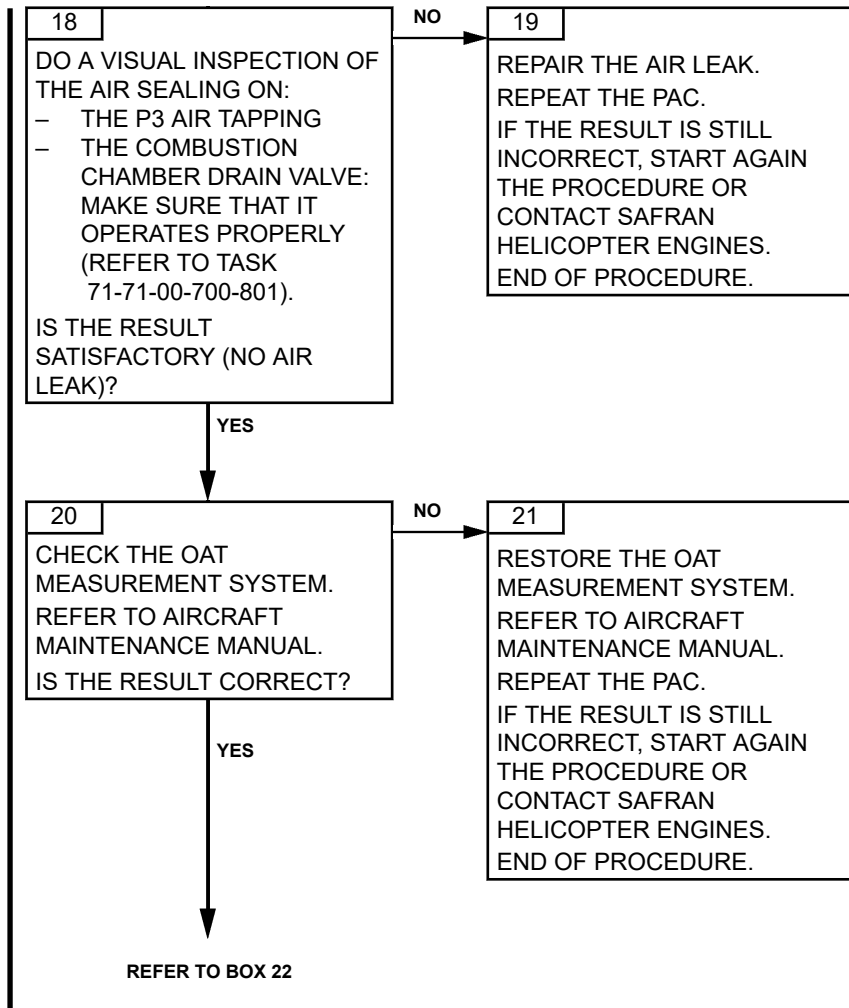 18
DO A VISUAL INSPECTION OF
THE AIR SEALING ON:
– THE P3 AIR TAPPING
– THE COMBUSTION
CHAMBER DRAIN VALVE:
MAKE SURE THAT IT
OPERATES PROPERLY
(REFER TO TASK
71-71-00-700-801).
IS THE RESULT
SATISFACTORY (NO AIR
LEAK)?
NO
19
REPAIR THE AIR LEAK.
REPEAT THE PAC.
IF THE RESULT IS STILL
INCORRECT, START AGAIN
THE PROCEDURE OR
CONTACT SAFRAN
HELICOPTER ENGINES.
END OF PROCEDURE.
YES
20
CHECK THE OAT
MEASUREMENT SYSTEM.
REFER TO AIRCRAFT
MAINTENANCE MANUAL.
IS THE RESULT CORRECT?
NO
21
RESTORE THE OAT
MEASUREMENT SYSTEM.
REFER TO AIRCRAFT
MAINTENANCE MANUAL.
REPEAT THE PAC.
IF THE RESULT IS STILL
INCORRECT, START AGAIN
THE PROCEDURE OR
CONTACT SAFRAN
HELICOPTER ENGINES.
END OF PROCEDURE.
YES
REFER TO BOX 22